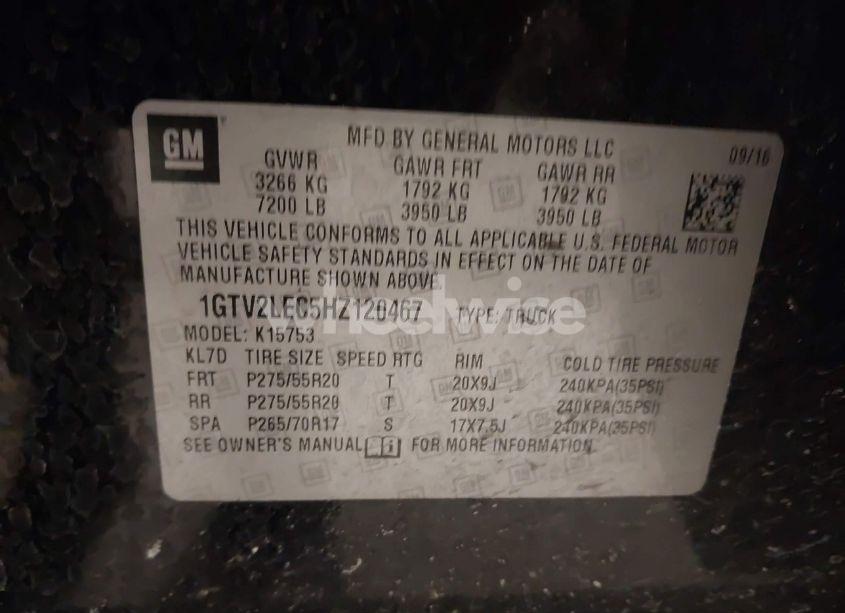 GM
MFD BY GENERAL MOTORS LLC 09/16
GVWR GAWR FRT GAWR RR
3266 KG 1792 KG 1792 KG
7200 LB 3950 LB 3950 LB
THIS VEHICLE CONFORMS TO ALL APPLICABLE U.S. FEDERAL MOTOR
VEHICLE SAFETY STANDARDS IN EFFECT ON THE DATE OF
MANUFACTURE SHOWN ABOVE.
1GTV2LEC5HZ120467 TYPE: TRUCK
wheelwise
MODEL: K15753
KL7D TIRE SIZE SPEED RTG RIM COLD TIRE PRESSURE
FRT P275/55R20 T 20X9J 240KPA(35PSI)
RR P275/55R20 T 20X9J 240KPA(35PSI)
SPA P265/70R17 S 17X7.5J 240KPA(35PSI)
SEE OWNER'S MANUAL i FOR MORE INFORMATION.